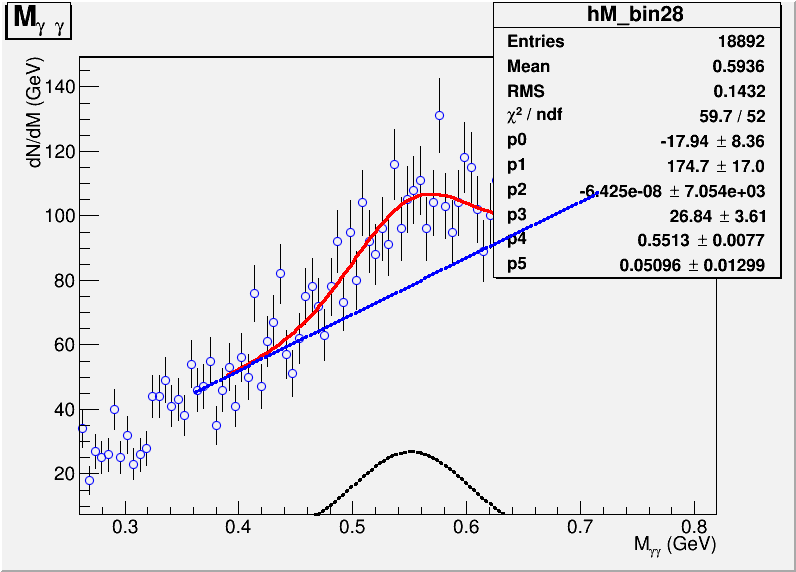 M γ γ
hM_bin28
Entries 18892
Mean 0.5936
RMS 0.1432
χ² / ndf 59.7 / 52
p0 -17.94 ± 8.36
p1 174.7 ± 17.0
p2 -6.425e-08 ± 7.054e+03
p3 26.84 ± 3.61
p4 0.5513 ± 0.0077
p5 0.05096 ± 0.01299
dN/dM (GeV)
140
120
100
80
60
40
20
0.3 0.4 0.5 0.6 0.7 0.8
Mγγ (GeV)